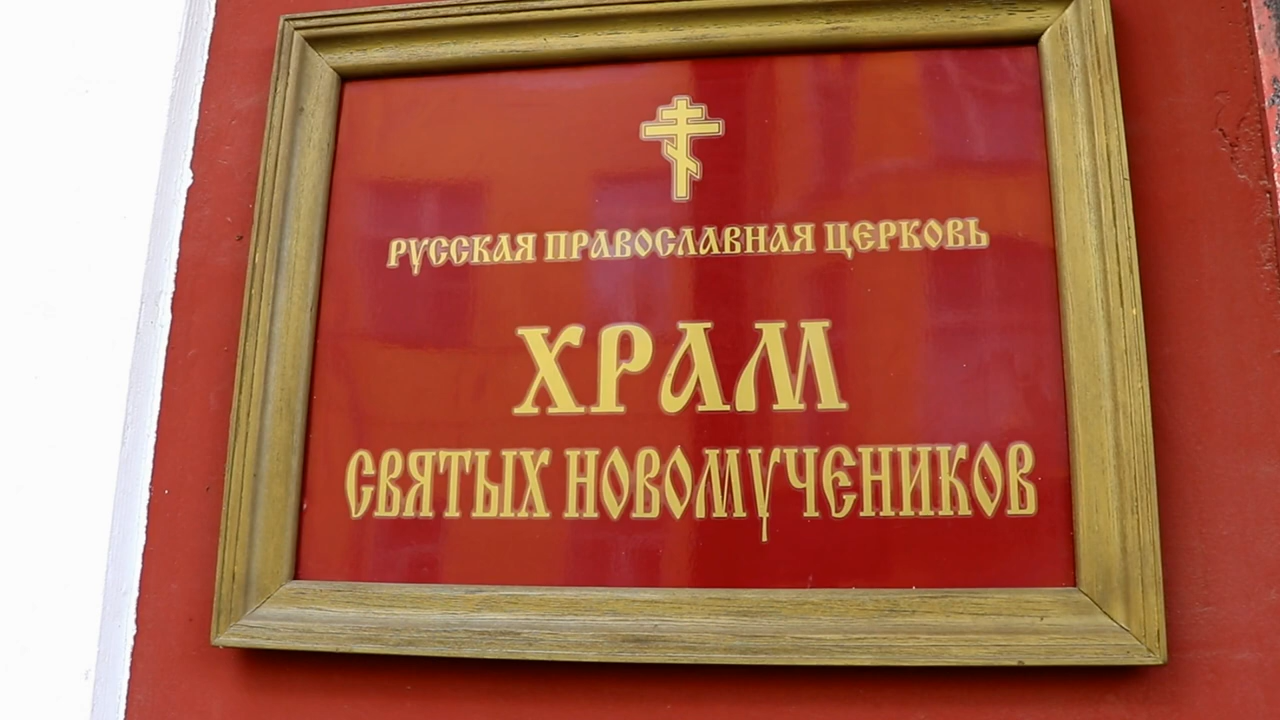 РУССКАЯ ПРАВОСЛАВНАЯ ЦЕРКОВЬ
ХРАМ
СВЯТЫХ НОВОМУЧЕНИКОВ